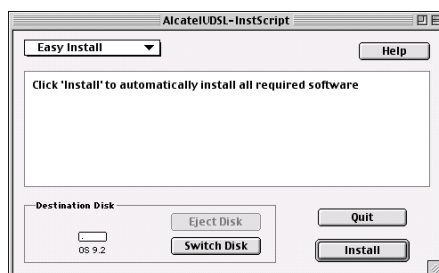 AlcatelUDSL-InstScript
Easy Install
Help
Click 'Install' to automatically install all required software
Destination Disk
Eject Disk
Quit
OS 9.2
Switch Disk
Install